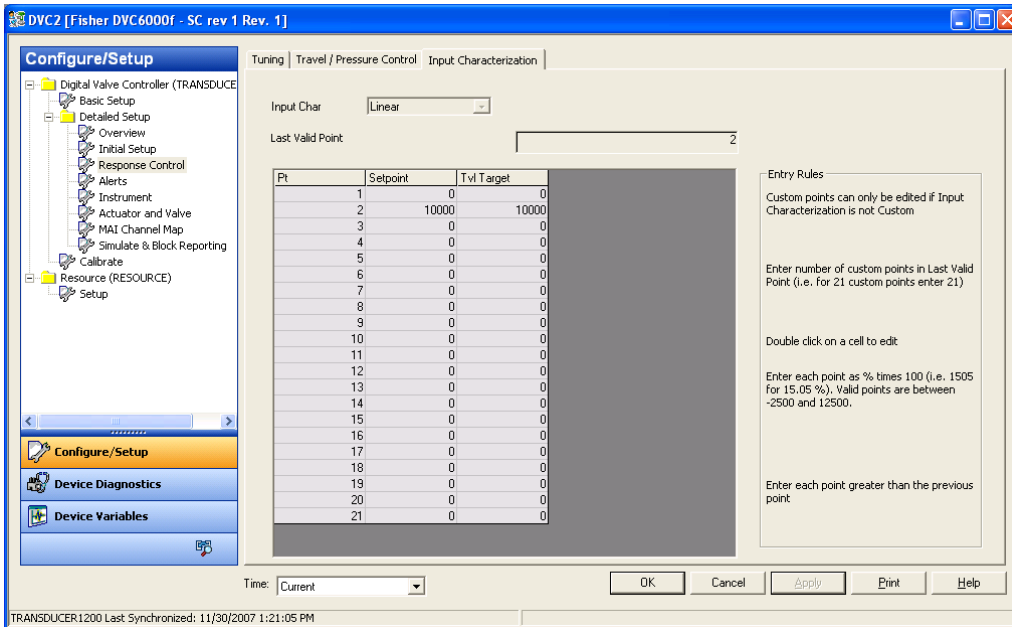 DVC2 [Fisher DVC6000f - SC rev 1 Rev. 1]
Configure/Setup
Digital Valve Controller (TRANSDUCE
Basic Setup
Detailed Setup
Overview
Initial Setup
Response Control
Alerts
Instrument
Actuator and Valve
MAI Channel Map
Simulate & Block Reporting
Calibrate
Resource (RESOURCE)
Setup
Configure/Setup
Device Diagnostics
Device Variables
Tuning Travel / Pressure Control Input Characterization
Input Char Linear
Last Valid Point 2
Pt Setpoint Tvl Target
1 0 0
2 10000 10000
3 0 0
4 0 0
5 0 0
6 0 0
7 0 0
8 0 0
9 0 0
10 0 0
11 0 0
12 0 0
13 0 0
14 0 0
15 0 0
16 0 0
17 0 0
18 0 0
19 0 0
20 0 0
21 0 0
Entry Rules
Custom points can only be edited if Input
Characterization is not Custom
Enter number of custom points in Last Valid
Point (i.e. for 21 custom points enter 21)
Double click on a cell to edit
Enter each point as % times 100 (i.e. 1505
for 15.05 %). Valid points are between
-2500 and 12500.
Enter each point greater than the previous
point
Time: Current
OK Cancel Apply Print Help
TRANSDUCER1200 Last Synchronized: 11/30/2007 1:21:05 PM